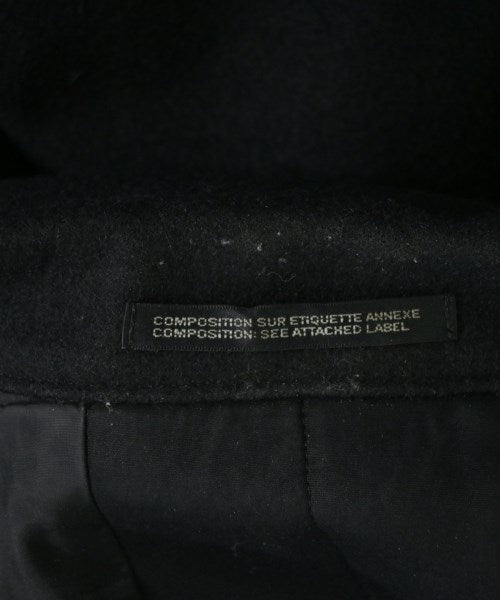 COMPOSITION SUR ETIQUETTE ANNEXE
COMPOSITION: SEE ATTACHED LABEL